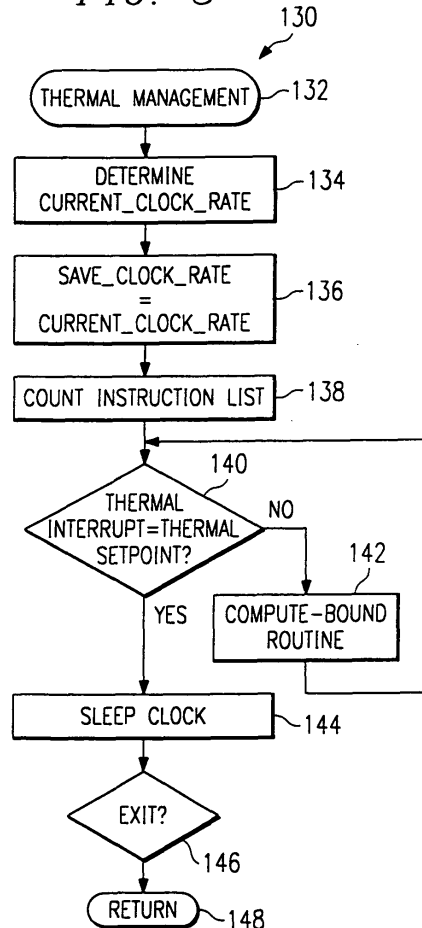 130
THERMAL MANAGEMENT
132
DETERMINE
CURRENT_CLOCK_RATE
134
SAVE_CLOCK_RATE
=
CURRENT_CLOCK_RATE
136
COUNT INSTRUCTION LIST
138
140
THERMAL
INTERRUPT=THERMAL
SETPOINT?
NO
142
COMPUTE-BOUND
ROUTINE
YES
SLEEP CLOCK
144
EXIT?
146
RETURN
148